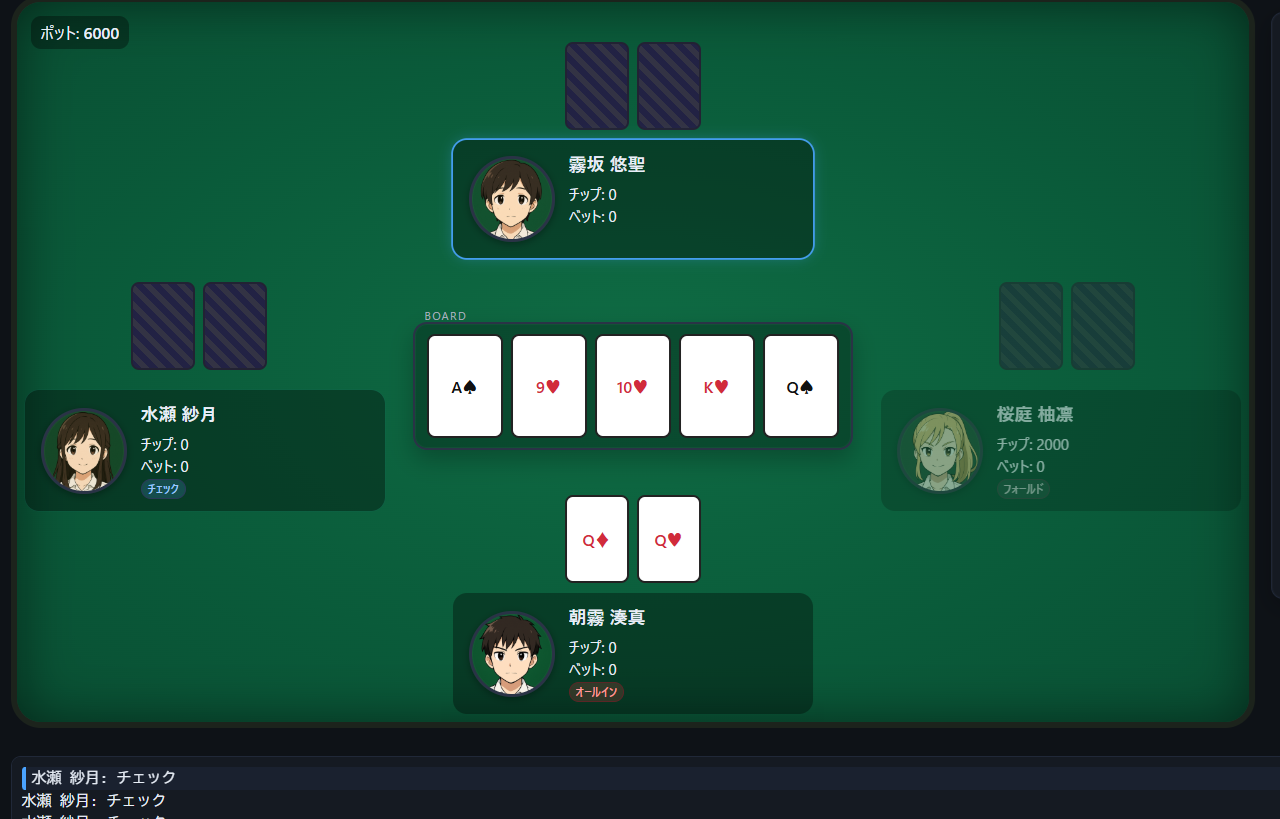 ポット: 6000
霧坂 悠聖
チップ: 0
ベット: 0
BOARD
A♠ 9♥ 10♥ K♥ Q♠
水瀬 紗月
チップ: 0
ベット: 0
チェック
桜庭 柚凛
チップ: 2000
ベット: 0
フォールド
Q♦ Q♥
朝霧 湊真
チップ: 0
ベット: 0
オールイン
水瀬 紗月: チェック
水瀬 紗月: チェック